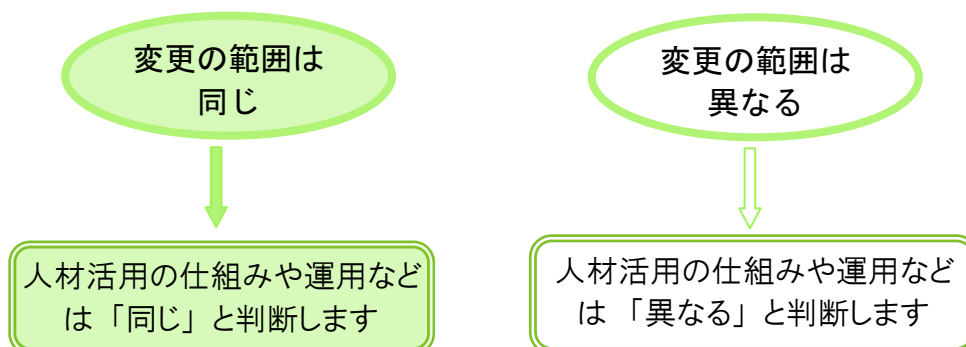 変更の範囲は
同じ
人材活用の仕組みや運用など
は「同じ」と判断します
変更の範囲は
異なる
人材活用の仕組みや運用など
は 「異なる」と判断します